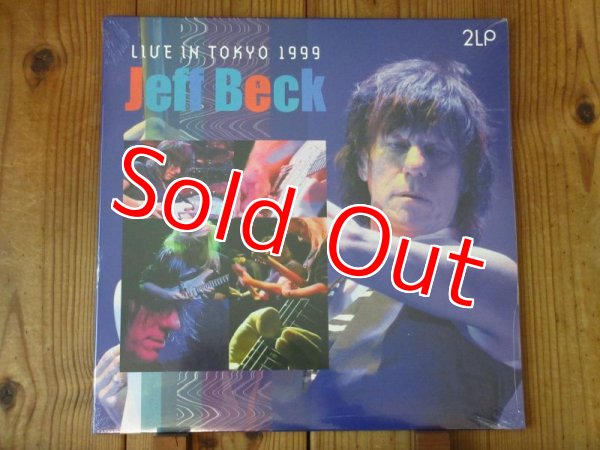 LIVE IN TOKYO 1999
2LP
Jeff Beck
Sold Out